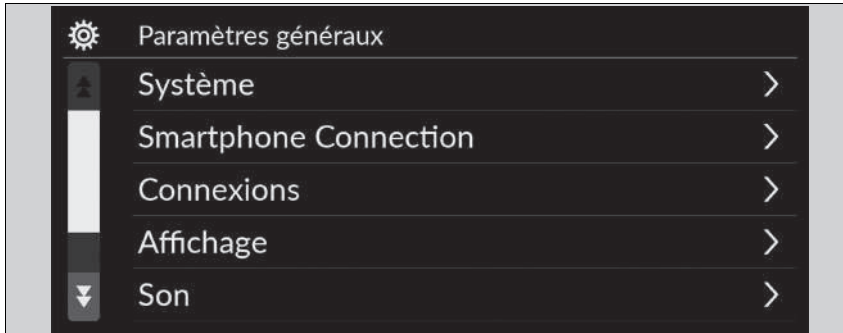 Paramètres généraux
Système
Smartphone Connection
Connexions
Affichage
Son